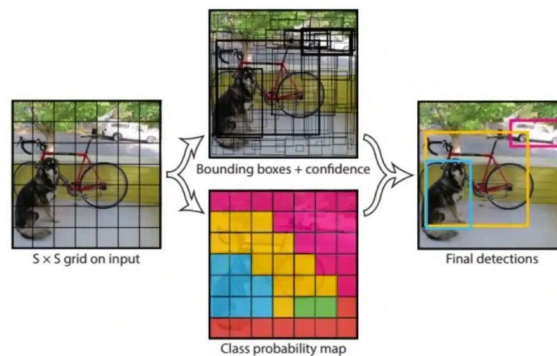 Bounding boxes + confidence
S × S grid on input
Final detections
Class probability map